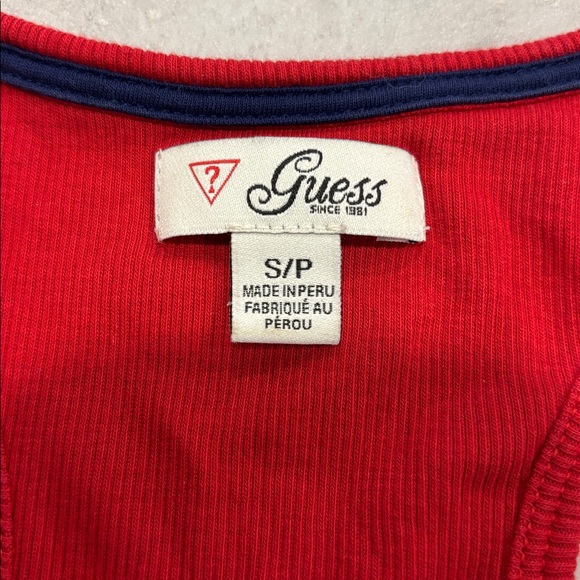 ?
Guess
SINCE 1981
S/P
MADE IN PERU
FABRIQUÉ AU
PÉROU